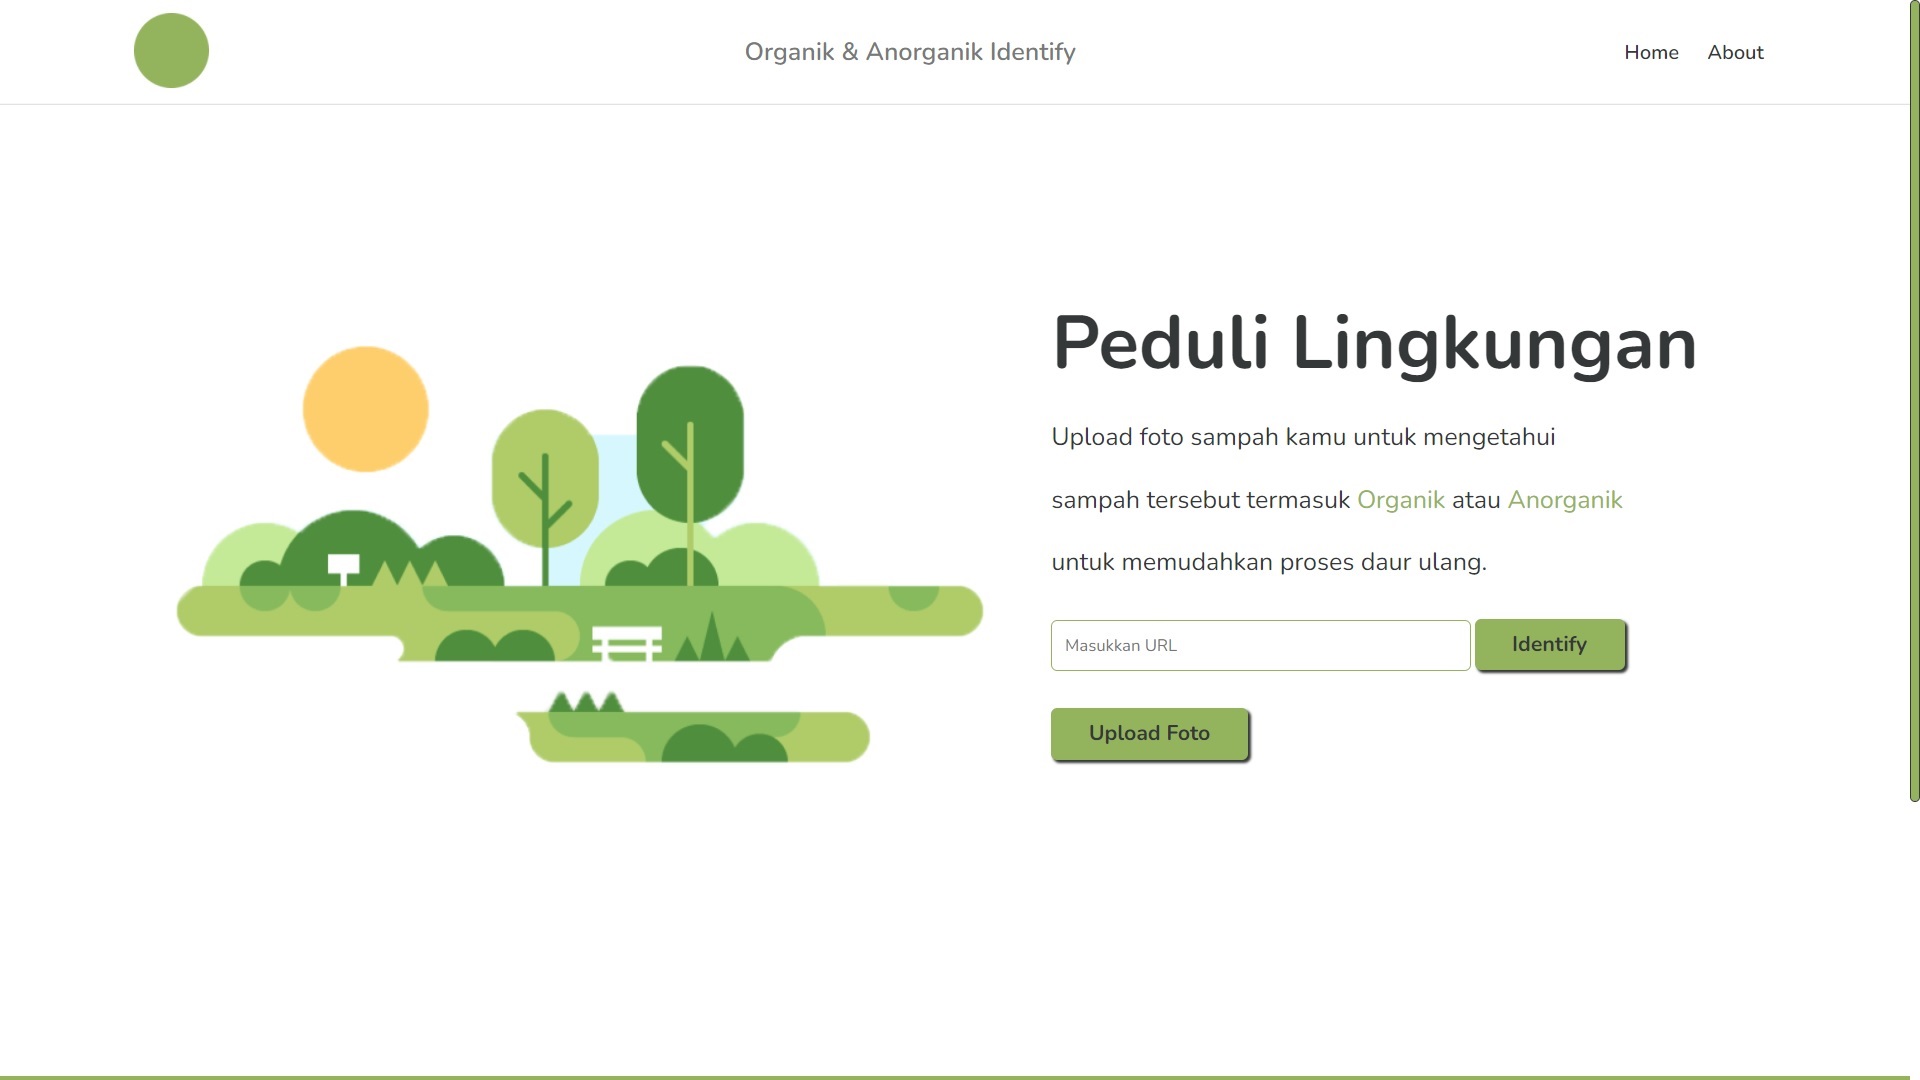 Organik & Anorganik Identify
Home
About
Peduli Lingkungan
Upload foto sampah kamu untuk mengetahui
sampah tersebut termasuk Organik atau Anorganik
untuk memudahkan proses daur ulang.
Masukkan URL
Identify
Upload Foto